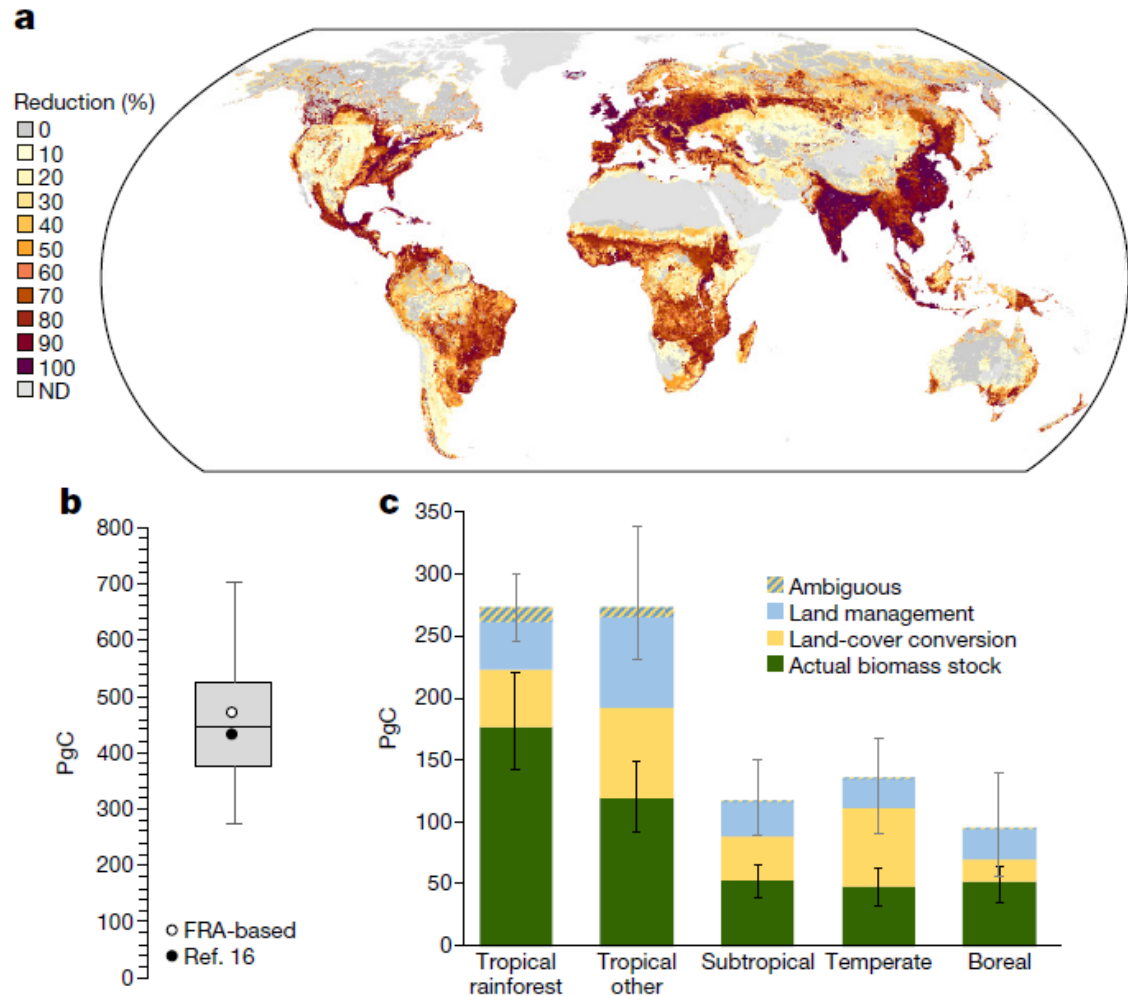 a
Reduction (%)
0
10
20
30
40
50
60
70
80
90
100
ND
b
800
700
600
500
400
300
200
100
0
PgC
FRA-based
Ref. 16
c
350
300
250
200
150
100
50
0
PgC
Ambiguous
Land management
Land-cover conversion
Actual biomass stock
Tropical
rainforest
Tropical
other
Subtropical
Temperate
Boreal